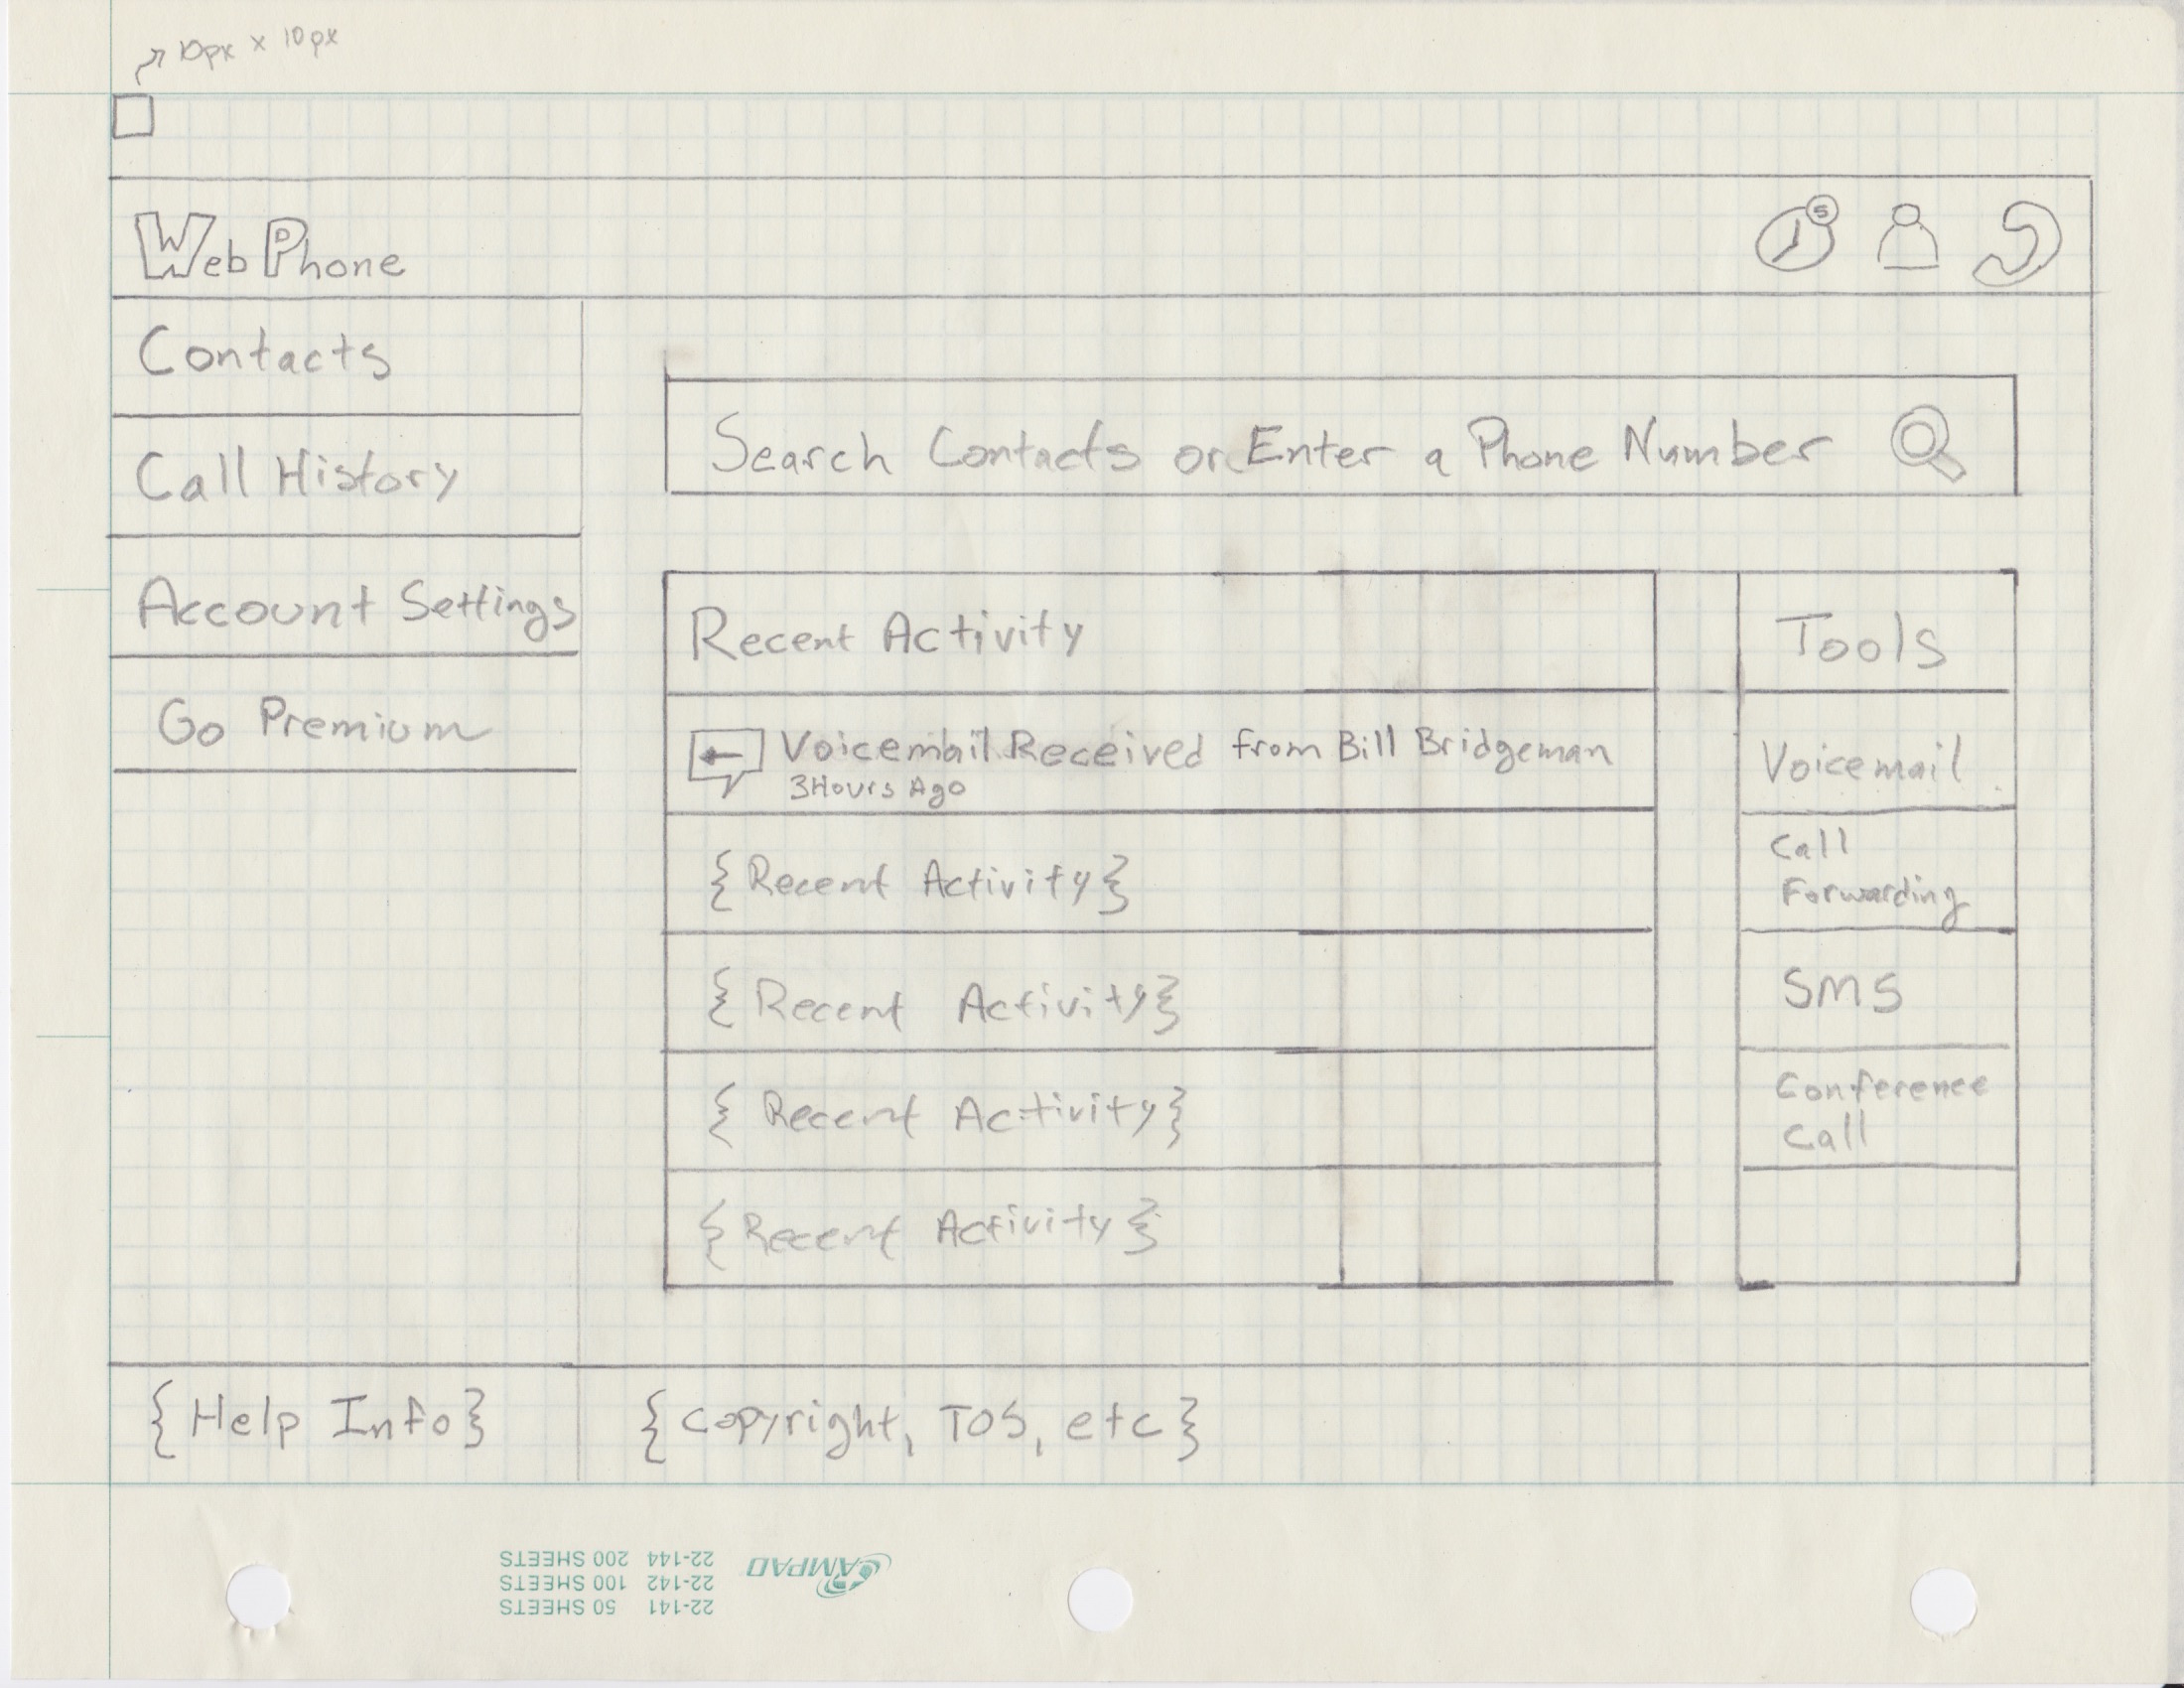 10px x 10px
WebPhone
5
Contacts
Call History
Account Settings
Go Premium
Search Contacts or Enter a Phone Number
Recent Activity
Voicemail Received from Bill Bridgeman
3 Hours Ago
{Recent Activity}
{Recent Activity}
{Recent Activity}
{Recent Activity}
Tools
Voicemail
Call
Forwarding
SMS
Conference
Call
{Help Info}
{Copyright, TOS, etc}
22-141 50 SHEETS
22-142 100 SHEETS
22-144 200 SHEETS
CAMPAD